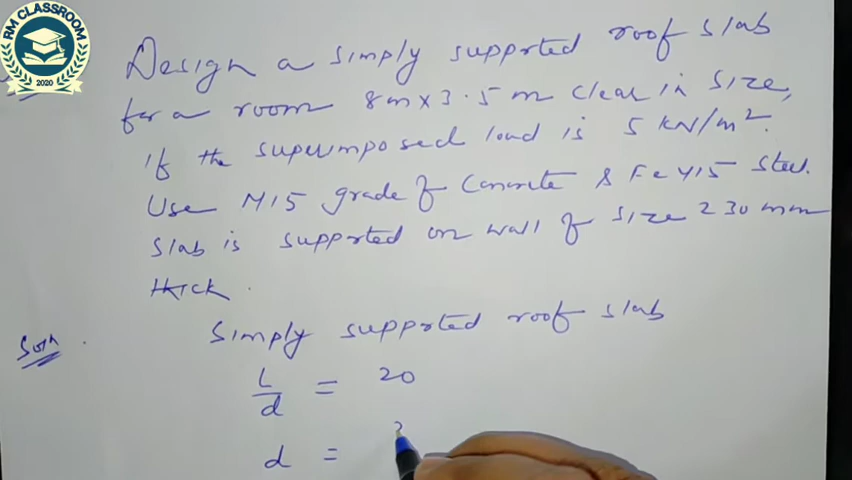 RM CLASSROOM
2020
Design a simply supported roof slab
for a room 8m x 3.5 m clear in size,
if the superimposed load is 5 KN/m².
Use M15 grade of Concrete & Fe 415 steel.
slab is supported on wall of size 230 mm
thick.
Soln.
Simply supported roof slab
L/d = 20
d =